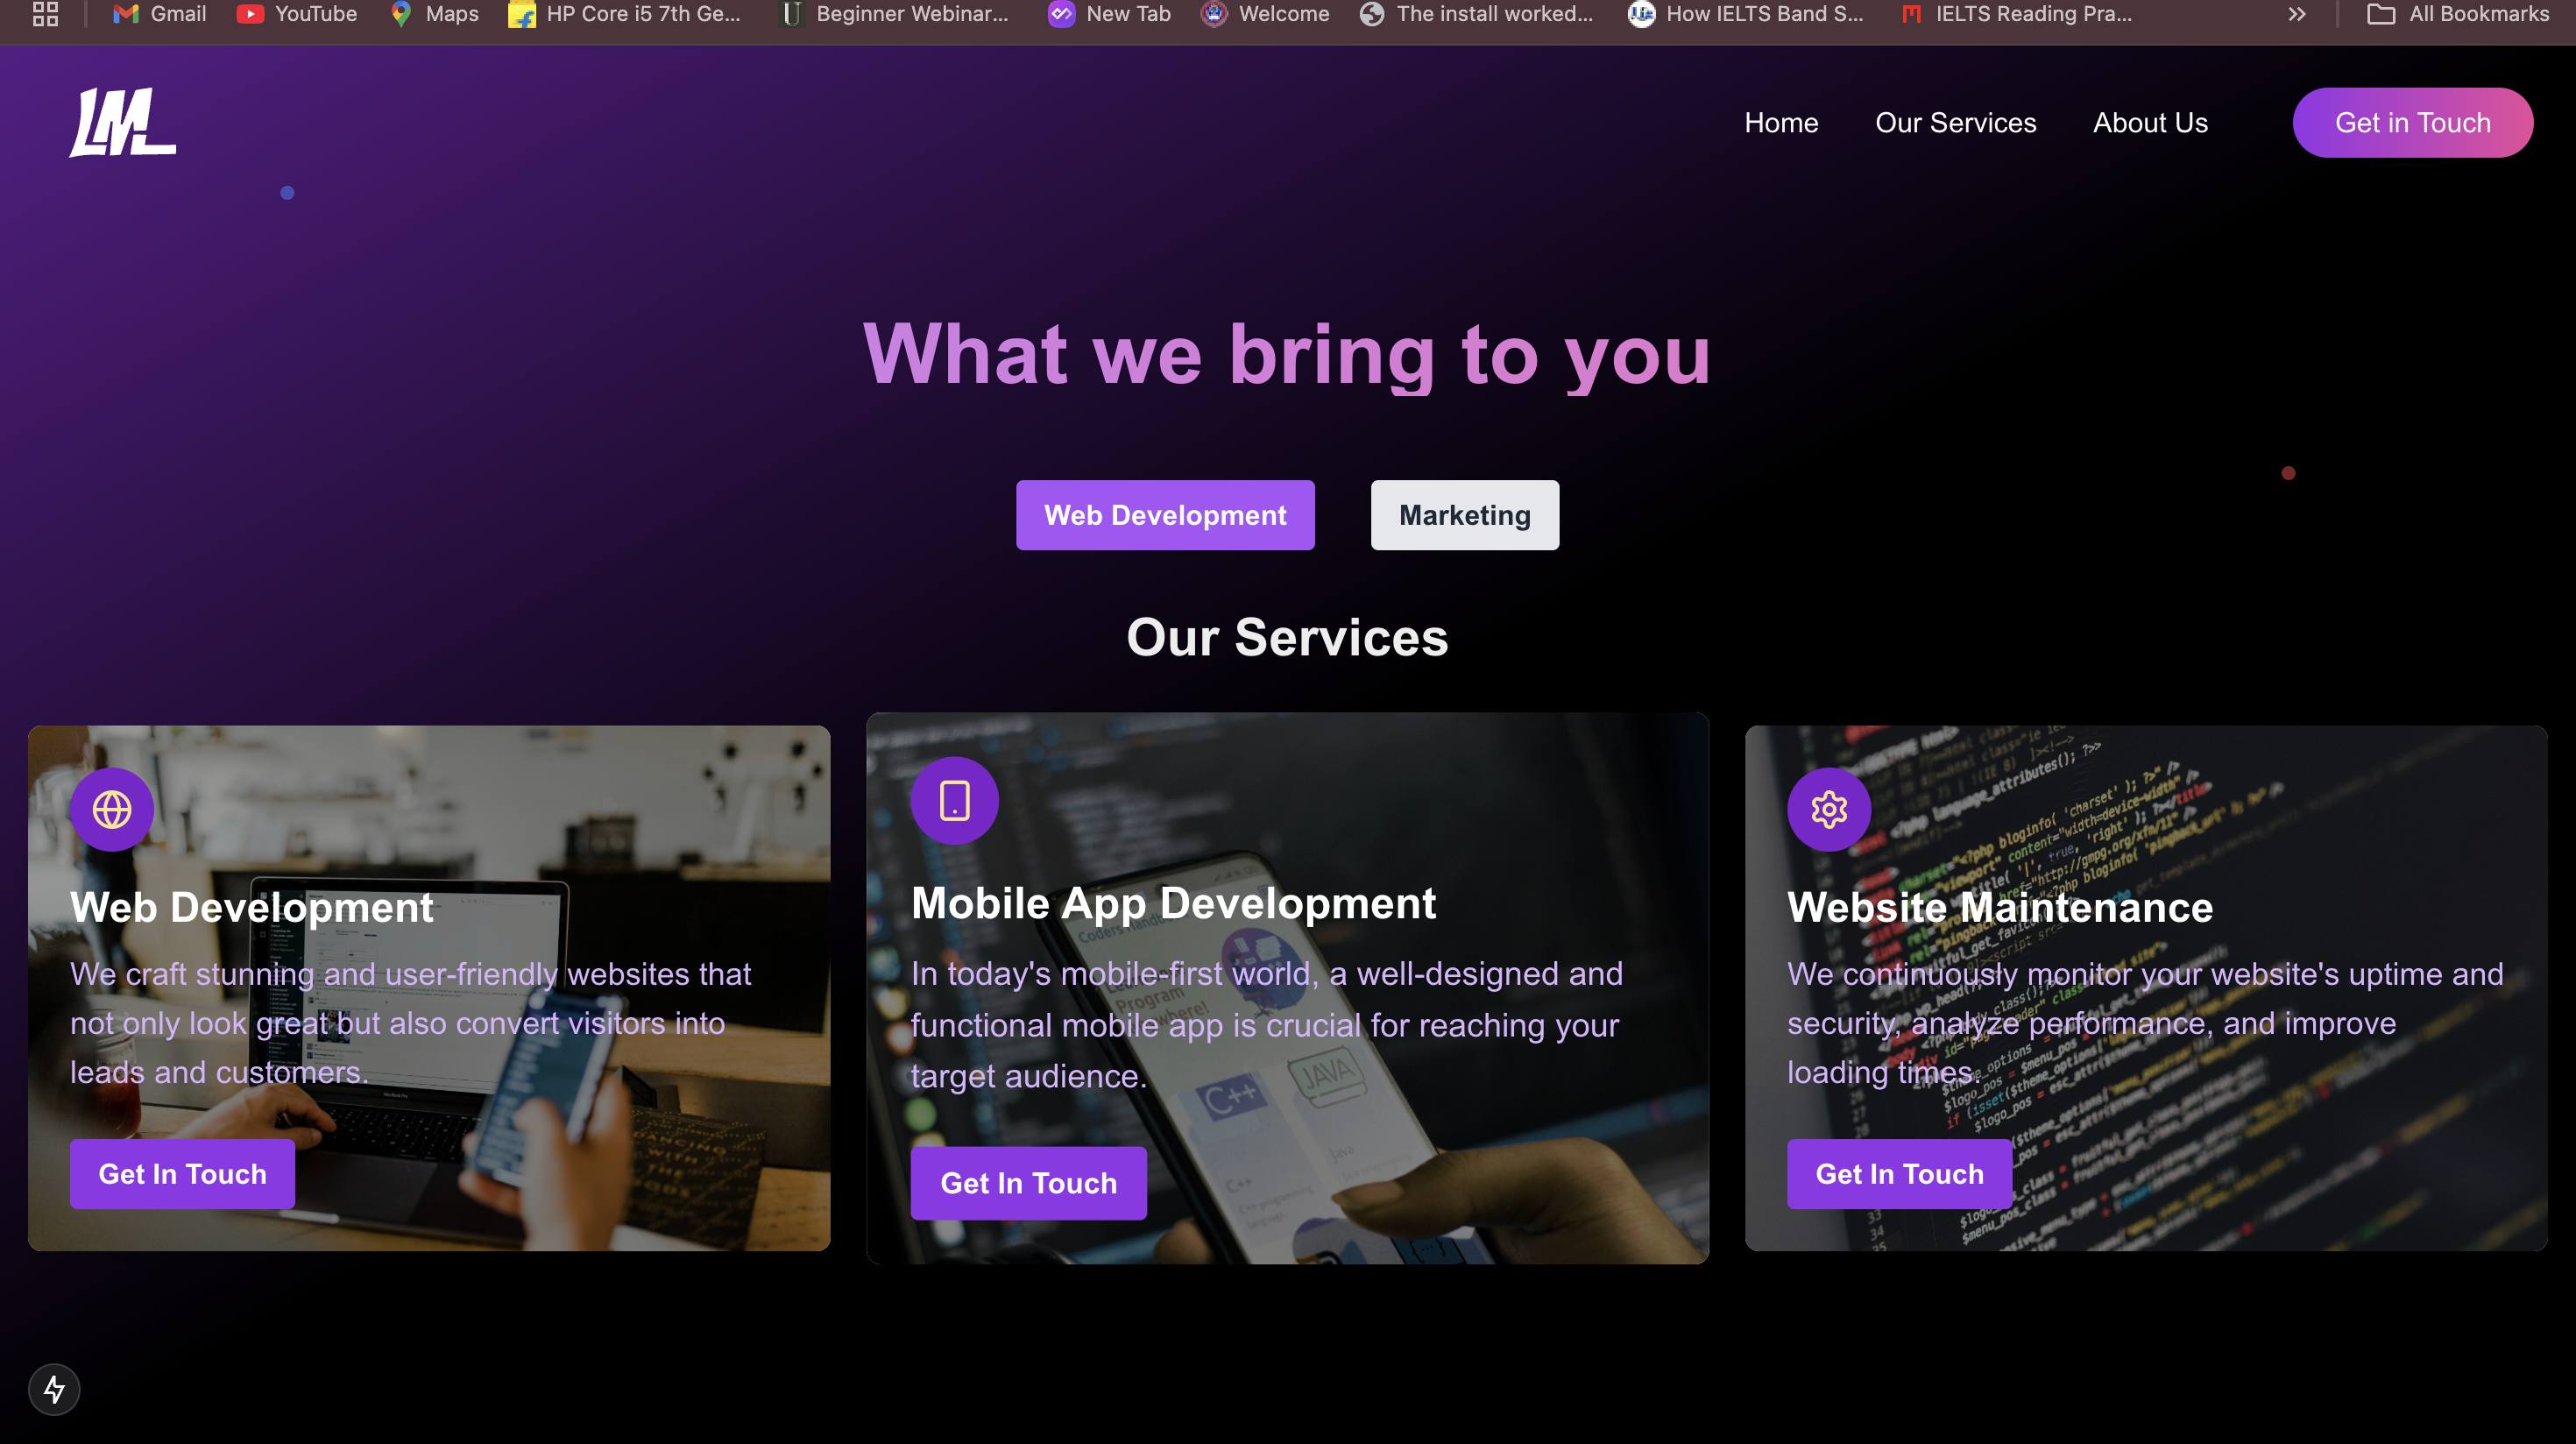 Gmail
YouTube
Maps
HP Core i5 7th Ge...
Beginner Webinar...
New Tab
Welcome
The install worked...
How IELTS Band S...
IELTS Reading Pra...
All Bookmarks
LM
Home
Our Services
About Us
Get in Touch
What we bring to you
Web Development
Marketing
Our Services
Web Development
We craft stunning and user-friendly websites that
not only look great but also convert visitors into
leads and customers.
Get In Touch
Mobile App Development
In today's mobile-first world, a well-designed and
functional mobile app is crucial for reaching your
target audience.
Get In Touch
C++
JAVA
C++
Java
Website Maintenance
We continuously monitor your website's uptime and
security, analyze performance, and improve
loading times.
Get In Touch